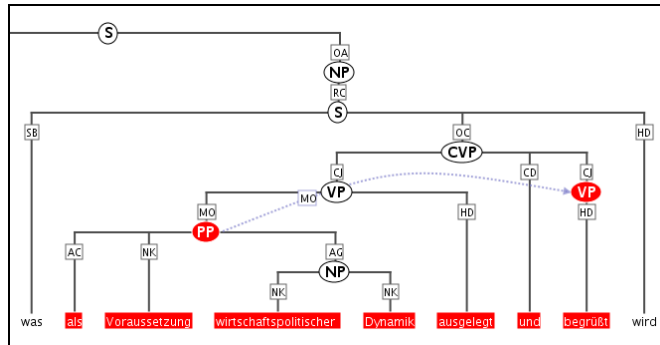 S
OA
NP
RC
SB S OC HD
CVP
CJ CD CJ
VP MO VP
MO HD HD
PP
AC NK AG
NP
NK NK
was als Voraussetzung wirtschaftspolitischer Dynamik ausgelegt und begrüßt wird